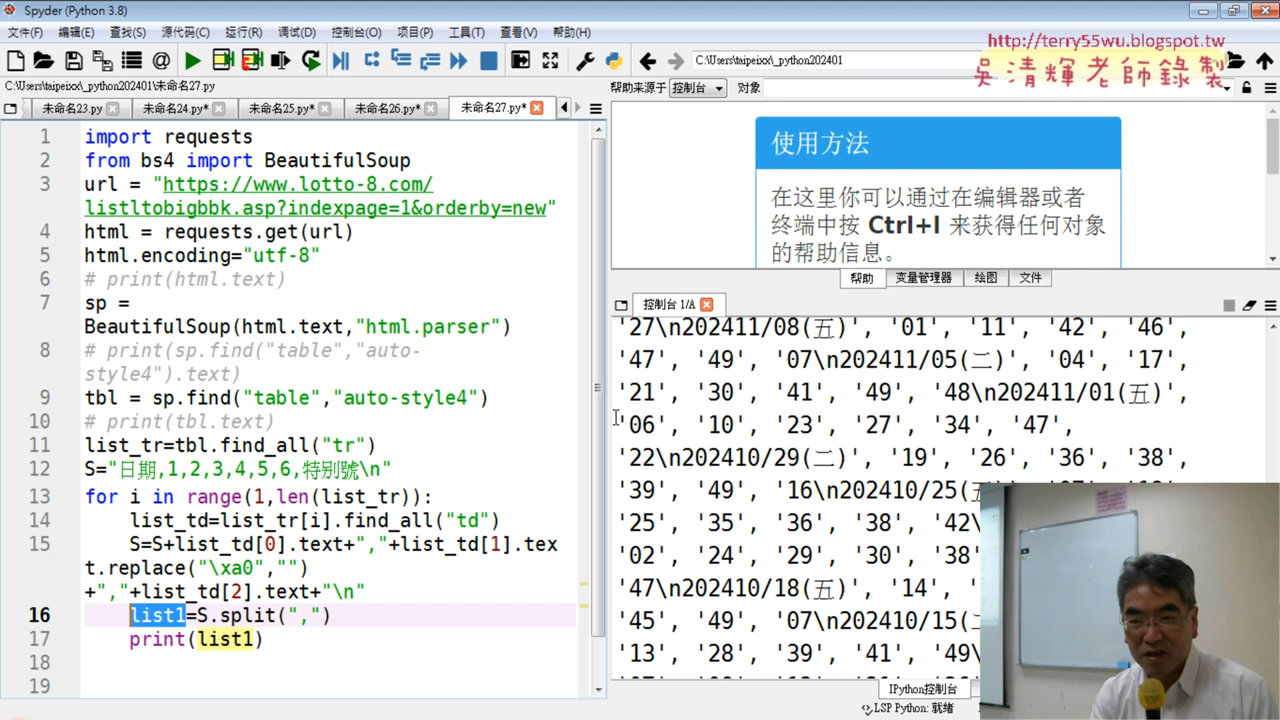 Spyder (Python 3.8)
文件(F) 编辑(E) 查找(S) 源代码(C) 运行(R) 调试(D) 控制台(O) 项目(P) 工具(T) 查看(V) 帮助(H)
http://terry55wu.blogspot.tw
吳清輝老師錄製
C:\Users\taipeixx\_python202401
C:\Users\taipeixx\_python202401\未命名27.py
帮助来源于 控制台 对象
未命名23.py 未命名24.py* 未命名25.py* 未命名26.py* 未命名27.py*
1 import requests
2 from bs4 import BeautifulSoup
3 url = "https://www.lotto-8.com/
listltobigbbk.asp?indexpage=1&orderby=new"
4 html = requests.get(url)
5 html.encoding="utf-8"
6 # print(html.text)
7 sp =
BeautifulSoup(html.text,"html.parser")
8 # print(sp.find("table","auto-
style4").text)
9 tbl = sp.find("table","auto-style4")
10 # print(tbl.text)
11 list_tr=tbl.find_all("tr")
12 S="日期,1,2,3,4,5,6,特別號\n"
13 for i in range(1,len(list_tr)):
14 list_td=list_tr[i].find_all("td")
15 S=S+list_td[0].text+","+list_td[1].tex
t.replace("\xa0","")
+","+list_td[2].text+"\n"
16 list1=S.split(",")
17 print(list1)
18
19
使用方法
在这里你可以通过在编辑器或者
终端中按 Ctrl+I 来获得任何对象
的帮助信息。
帮助 变量管理器 绘图 文件
控制台 1/A
'27\n202411/08(五)', '01', '11', '42', '46',
'47', '49', '07\n202411/05(二)', '04', '17',
'21', '30', '41', '49', '48\n202411/01(五)',
'06', '10', '23', '27', '34', '47',
'22\n202410/29(二)', '19', '26', '36', '38',
'39', '49', '16\n202410/25(五
'25', '35', '36', '38', '42
'02', '24', '29', '30', '38
'47\n202410/18(五)', '14',
'45', '49', '07\n202410/15(二
'13', '28', '39', '41', '49
IPython控制台
LSP Python: 就绪